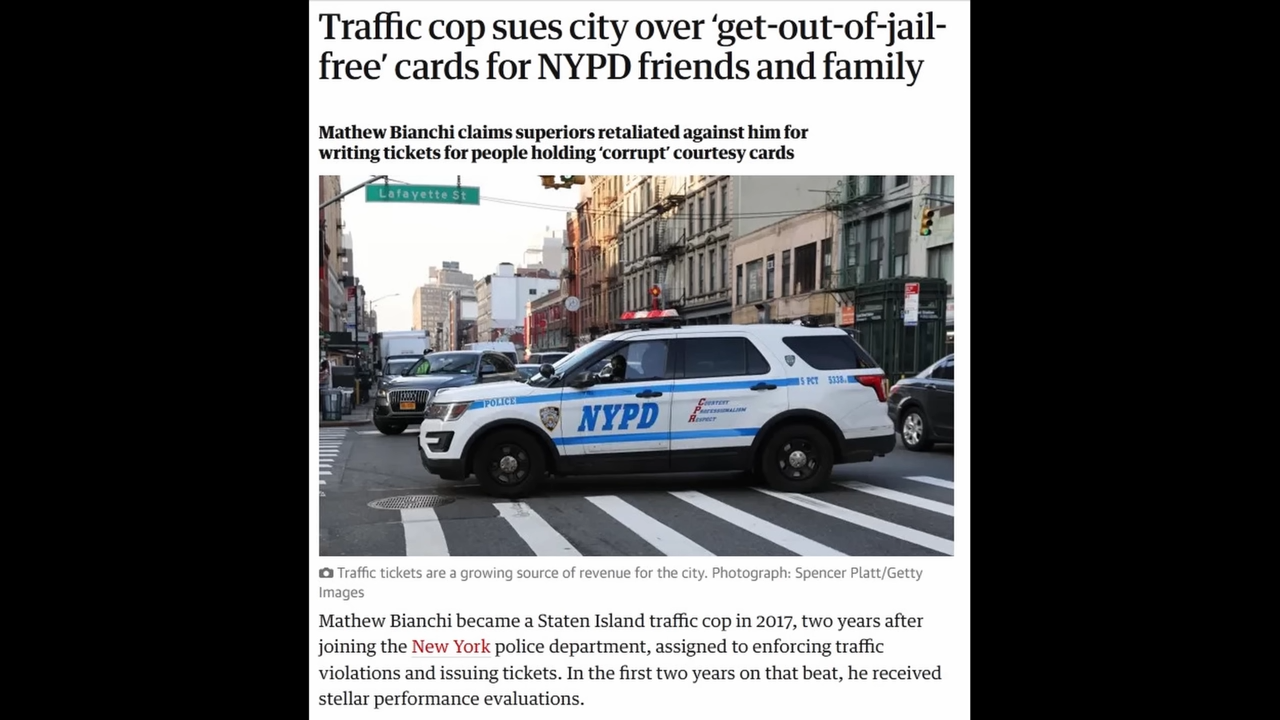 Traffic cop sues city over ‘get-out-of-jail-
free’ cards for NYPD friends and family
Mathew Bianchi claims superiors retaliated against him for
writing tickets for people holding ‘corrupt’ courtesy cards
Lafayette St
POLICE
NYPD
COURTESY
PROFESSIONALISM
RESPECT
5 PCT
Traffic tickets are a growing source of revenue for the city. Photograph: Spencer Platt/Getty
Images
Mathew Bianchi became a Staten Island traffic cop in 2017, two years after
joining the New York police department, assigned to enforcing traffic
violations and issuing tickets. In the first two years on that beat, he received
stellar performance evaluations.